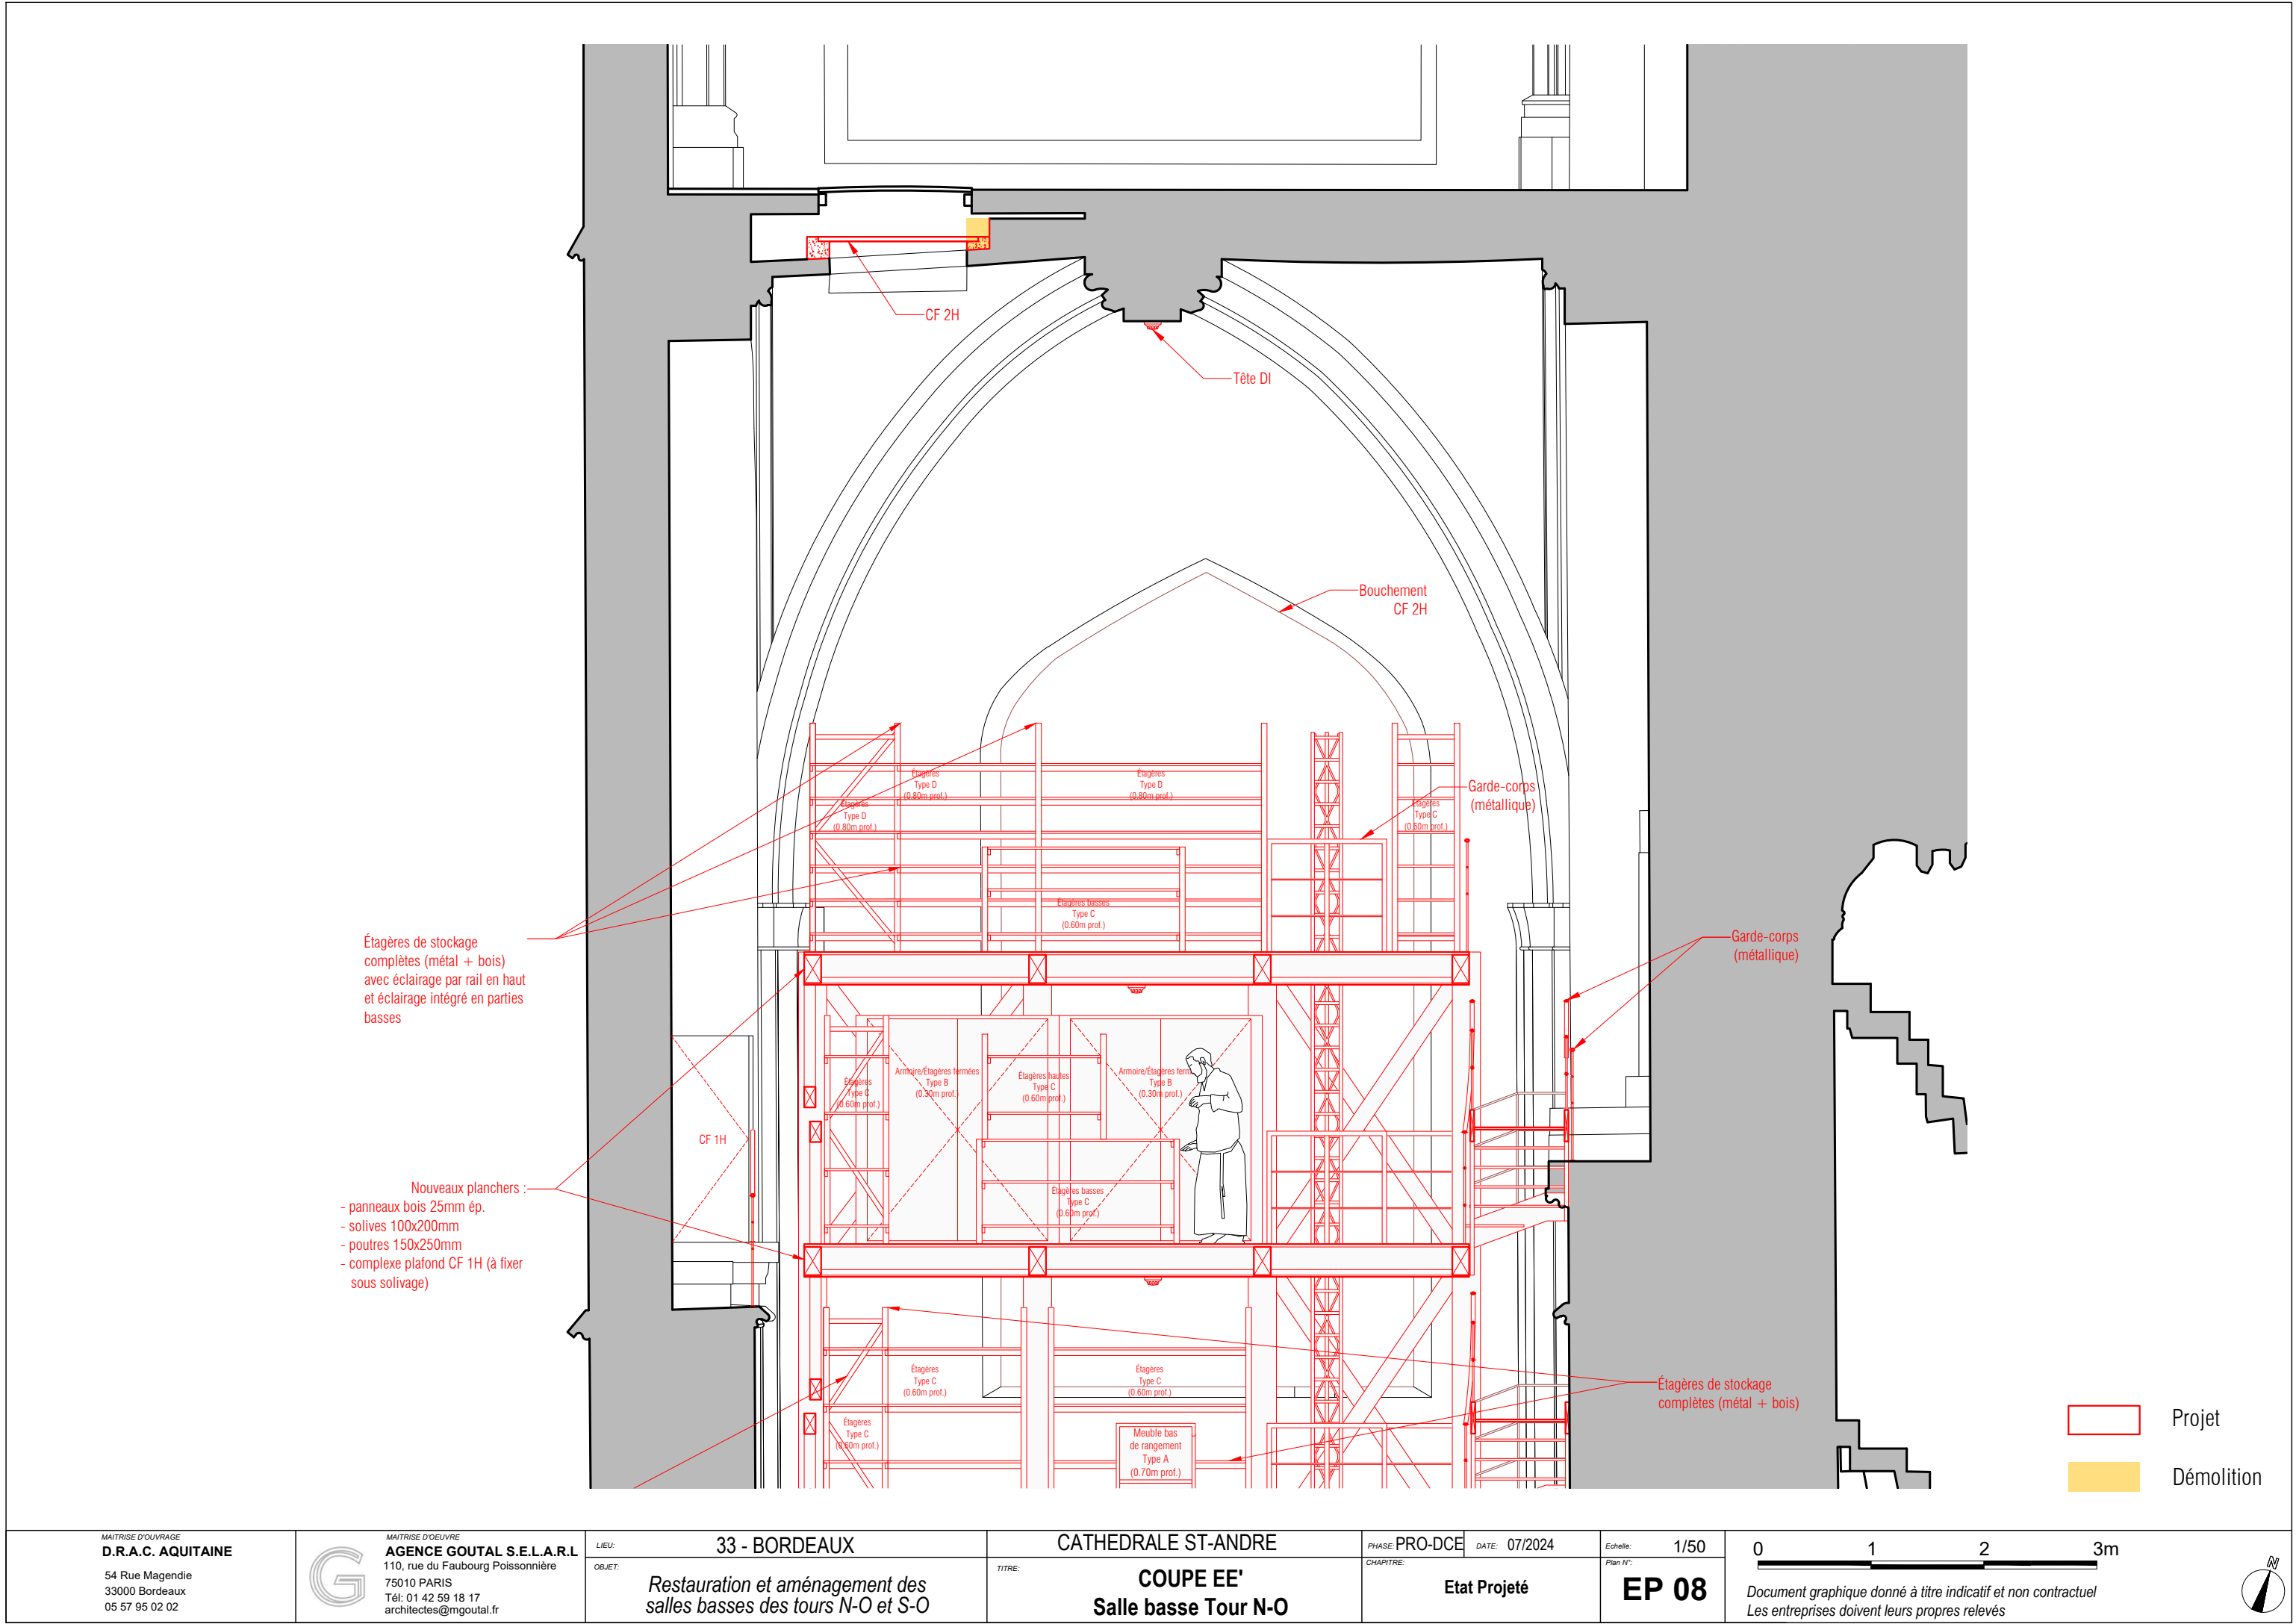 CF 2H
Tête DI
Bouchement
CF 2H
Étagères
Type D
(0.80m prof.)
Étagères
Type D
(0.80m prof.)
Étagères
Type D
(0.80m prof.)
Garde-corps
(métallique)
Étagères
Type C
(0.60m prof.)
Étagères basses
Type C
(0.60m prof.)
Étagères de stockage
complètes (métal + bois)
avec éclairage par rail en haut
et éclairage intégré en parties
basses
Garde-corps
(métallique)
CF 1H
Étagères
Type C
(0.60m prof.)
Armoire/Étagères fermées
Type B
(0.30m prof.)
Étagères hautes
Type C
(0.60m prof.)
Armoire/Étagères ferm
Type B
(0.30m prof.)
Étagères basses
Type C
(0.60m prof.)
Nouveaux planchers :
- panneaux bois 25mm ép.
- solives 100x200mm
- poutres 150x250mm
- complexe plafond CF 1H (à fixer
sous solivage)
Étagères
Type C
(0.60m prof.)
Étagères
Type C
(0.60m prof.)
Étagères
Type C
(0.60m prof.)
Meuble bas
de rangement
Type A
(0.70m prof.)
Étagères de stockage
complètes (métal + bois)
Projet
Démolition
MAITRISE D'OUVRAGE
D.R.A.C. AQUITAINE
54 Rue Magendie
33000 Bordeaux
05 57 95 02 02
G
MAITRISE D'OEUVRE
AGENCE GOUTAL S.E.L.A.R.L
110, rue du Faubourg Poissonnière
75010 PARIS
Tél: 01 42 59 18 17
architectes@mgoutal.fr
LIEU: 33 - BORDEAUX
OBJET:
Restauration et aménagement des
salles basses des tours N-O et S-O
CATHEDRALE ST-ANDRE
TITRE:
COUPE EE'
Salle basse Tour N-O
PHASE: PRO-DCE DATE: 07/2024
CHAPITRE:
Etat Projeté
Echelle: 1/50
Plan N°:
EP 08
0 1 2 3m
Document graphique donné à titre indicatif et non contractuel
Les entreprises doivent leurs propres relevés
N